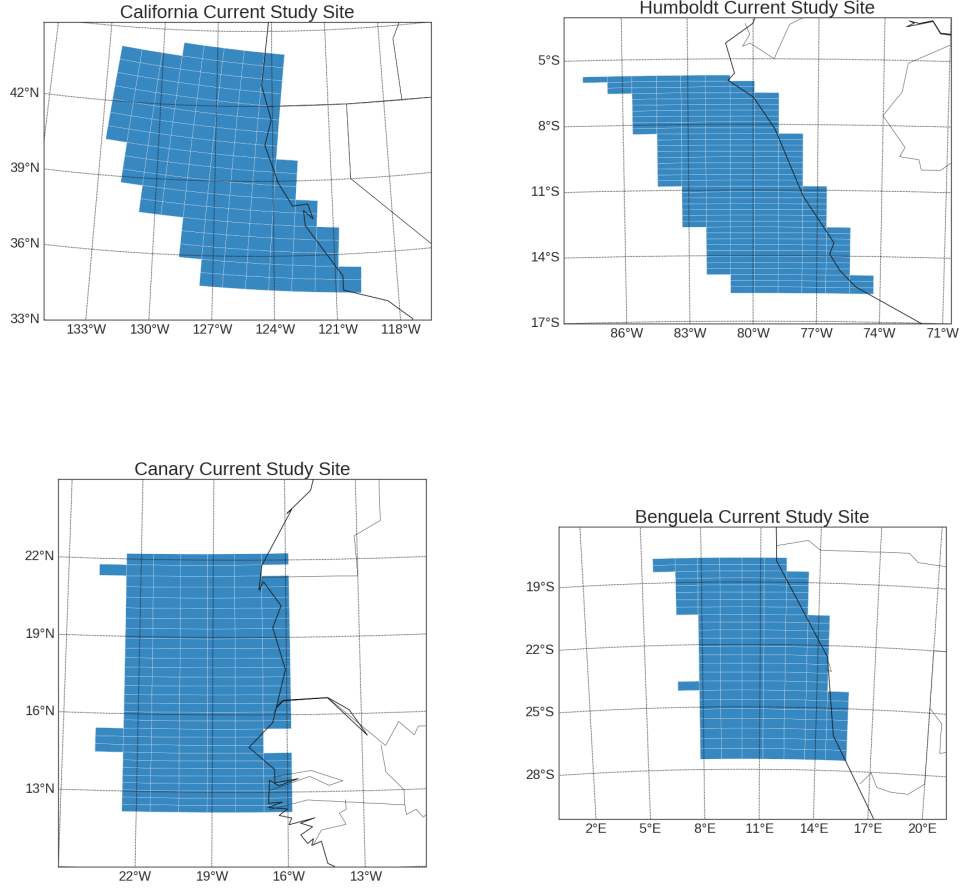 California Current Study Site
42°N
39°N
36°N
33°N
133°W 130°W 127°W 124°W 121°W 118°W
Humboldt Current Study Site
5°S
8°S
11°S
14°S
17°S
86°W 83°W 80°W 77°W 74°W 71°W
Canary Current Study Site
22°N
19°N
16°N
13°N
22°W 19°W 16°W 13°W
Benguela Current Study Site
19°S
22°S
25°S
28°S
2°E 5°E 8°E 11°E 14°E 17°E 20°E